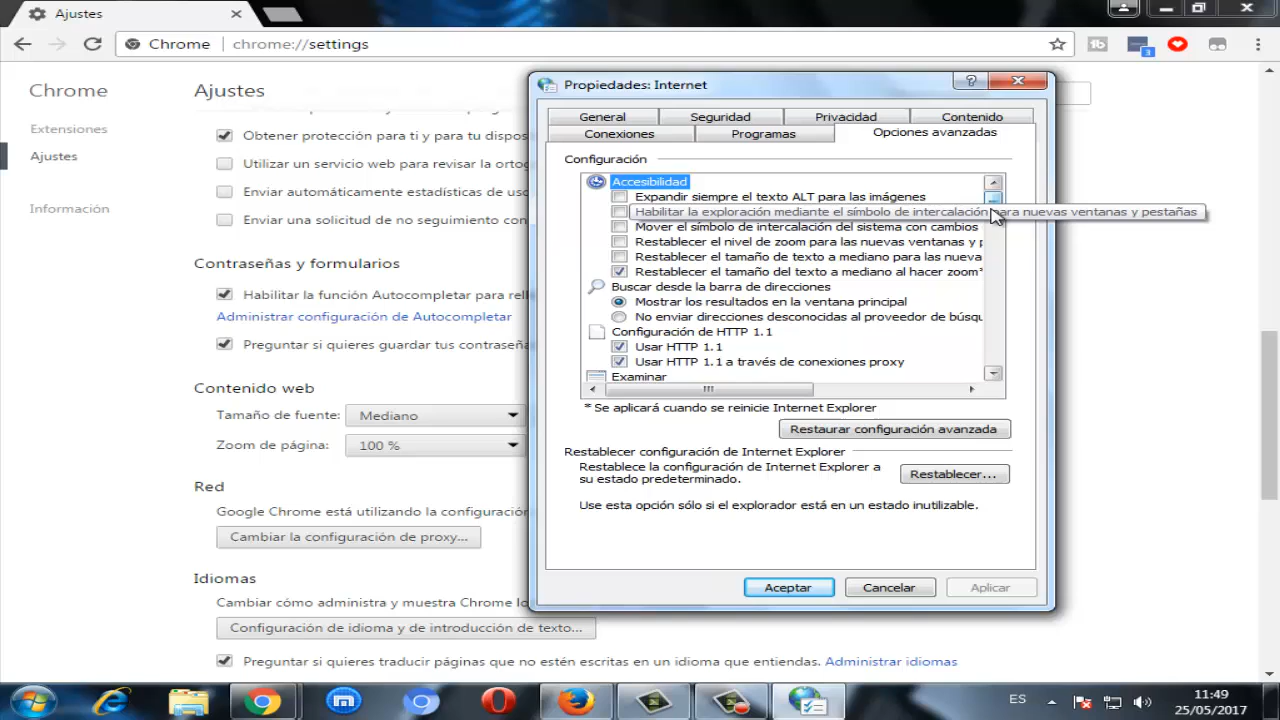 Ajustes
Chrome chrome://settings
3
Chrome
Extensiones
Ajustes
Información
Ajustes
Obtener protección para ti y para tu dispo
Utilizar un servicio web para revisar la orto
Enviar automáticamente estadísticas de uso
Enviar una solicitud de no seguimiento con
Contraseñas y formularios
Habilitar la función Autocompletar para rell
Administrar configuración de Autocompletar
Preguntar si quieres guardar tus contraseña
Contenido web
Tamaño de fuente: Mediano
Zoom de página: 100 %
Red
Google Chrome está utilizando la configuración
Cambiar la configuración de proxy...
Idiomas
Cambiar cómo administra y muestra Chrome lo
Configuración de idioma y de introducción de texto...
Preguntar si quieres traducir páginas que no estén escritas en un idioma que entiendas. Administrar idiomas
Propiedades: Internet
General Seguridad Privacidad Contenido
Conexiones Programas Opciones avanzadas
Configuración
Accesibilidad
Expandir siempre el texto ALT para las imágenes
Habilitar la exploración mediante el símbolo de intercalación para nuevas ventanas y pestañas
Mover el símbolo de intercalación del sistema con cambios
Restablecer el nivel de zoom para las nuevas ventanas y p
Restablecer el tamaño de texto a mediano para las nueva
Restablecer el tamaño del texto a mediano al hacer zoom*
Buscar desde la barra de direcciones
Mostrar los resultados en la ventana principal
No enviar direcciones desconocidas al proveedor de búsqu
Configuración de HTTP 1.1
Usar HTTP 1.1
Usar HTTP 1.1 a través de conexiones proxy
Examinar
* Se aplicará cuando se reinicie Internet Explorer
Restaurar configuración avanzada
Restablecer configuración de Internet Explorer
Restablece la configuración de Internet Explorer a
su estado predeterminado.
Restablecer...
Use esta opción sólo si el explorador está en un estado inutilizable.
Aceptar Cancelar Aplicar
ES
11:49
25/05/2017